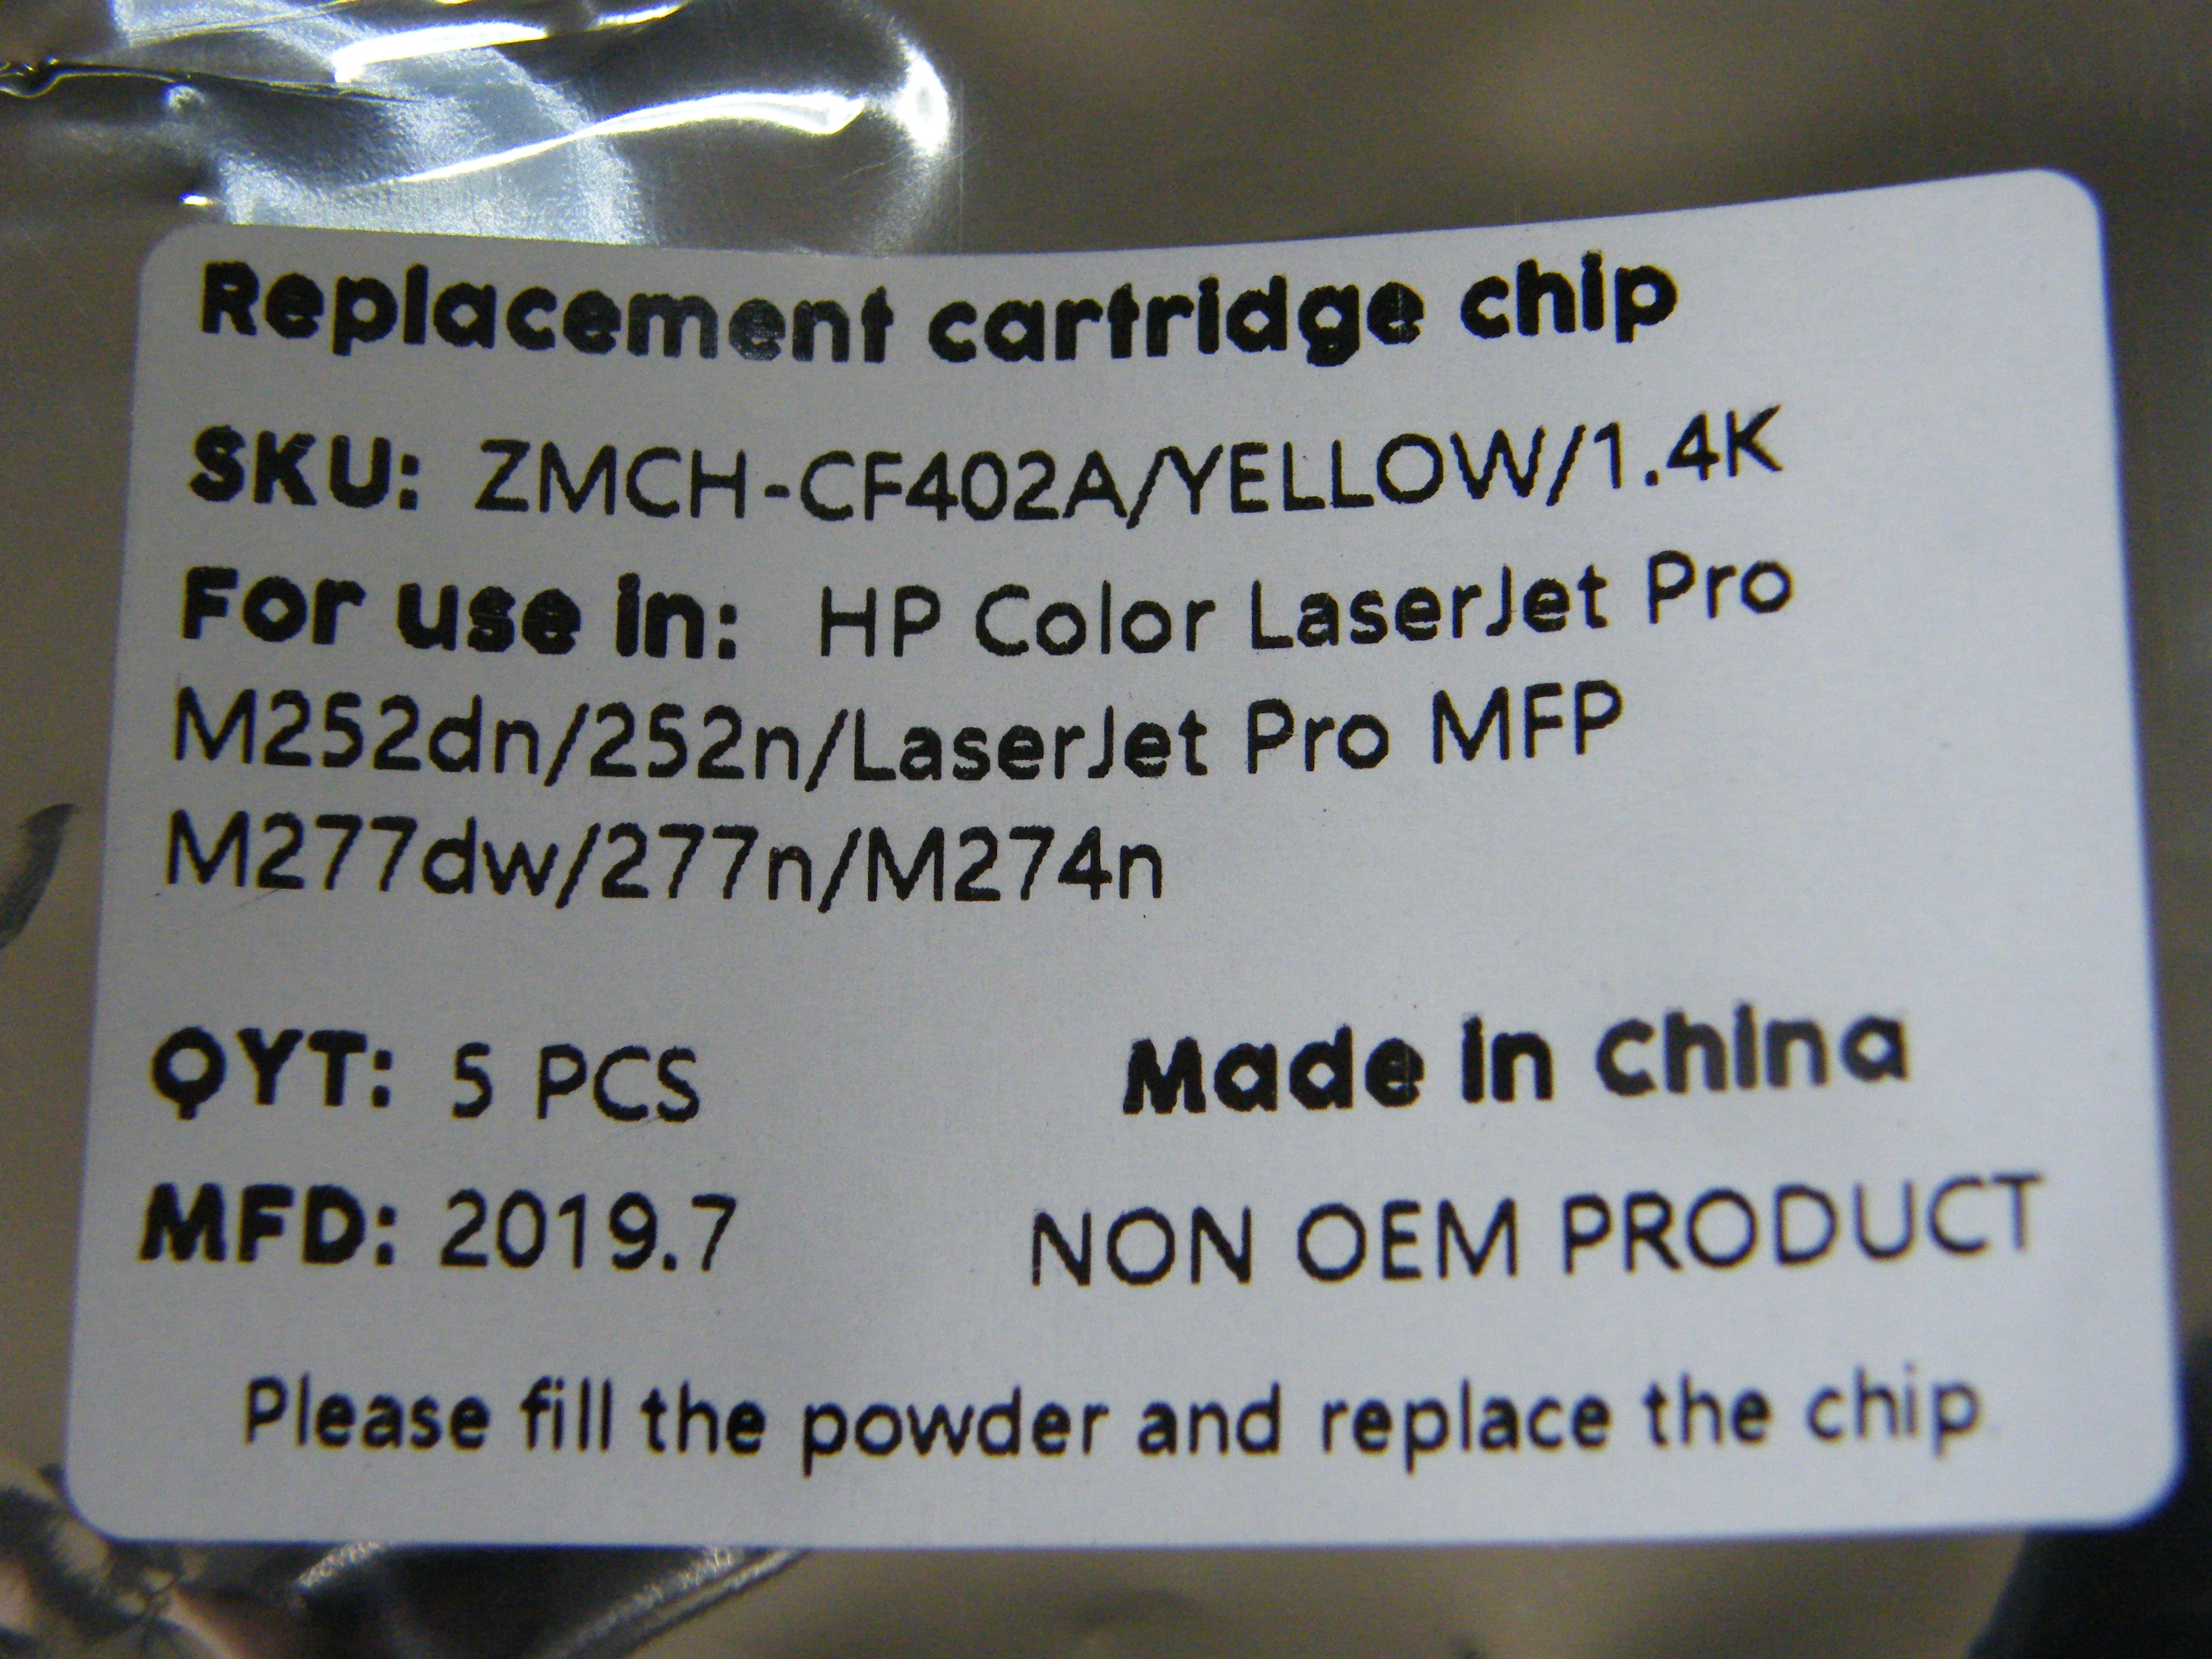 Replacement cartridge chip
SKU: ZMCH-CF402A/YELLOW/1.4K
For use in: HP Color LaserJet Pro
M252dn/252n/LaserJet Pro MFP
M277dw/277n/M274n
QYT: 5 PCS
Made in China
MFD: 2019.7
NON OEM PRODUCT
Please fill the powder and replace the chip